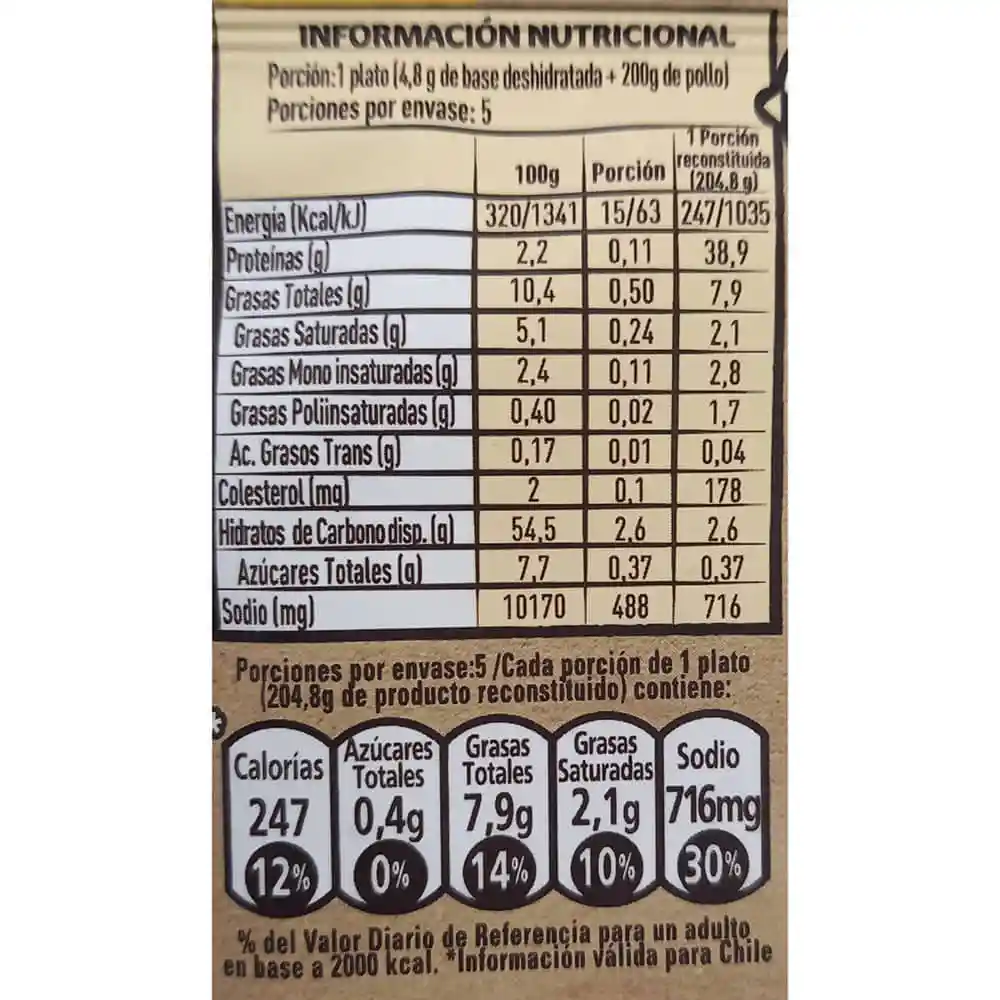 INFORMACIÓN NUTRICIONAL
Porción:1 plato (4,8 g de base deshidratada + 200g de pollo)
Porciones por envase: 5
100g Porción 1 Porción reconstituida (204,8 g)
Energía (Kcal/kJ) 320/1341 15/63 247/1035
Proteínas (g) 2,2 0,11 38,9
Grasas Totales (g) 10,4 0,50 7,9
Grasas Saturadas (g) 5,1 0,24 2,1
Grasas Mono insaturadas (g) 2,4 0,11 2,8
Grasas Poliinsaturadas (g) 0,40 0,02 1,7
Ac. Grasos Trans (g) 0,17 0,01 0,04
Colesterol (mg) 2 0,1 178
Hidratos de Carbono disp. (g) 54,5 2,6 2,6
Azúcares Totales (g) 7,7 0,37 0,37
Sodio (mg) 10170 488 716
Porciones por envase:5 /Cada porción de 1 plato
(204,8g de producto reconstituido) contiene:
*
Calorías 247 12%
Azúcares Totales 0,4g 0%
Grasas Totales 7,9g 14%
Grasas Saturadas 2,1g 10%
Sodio 716mg 30%
% del Valor Diario de Referencia para un adulto
en base a 2000 kcal. *Información válida para Chile